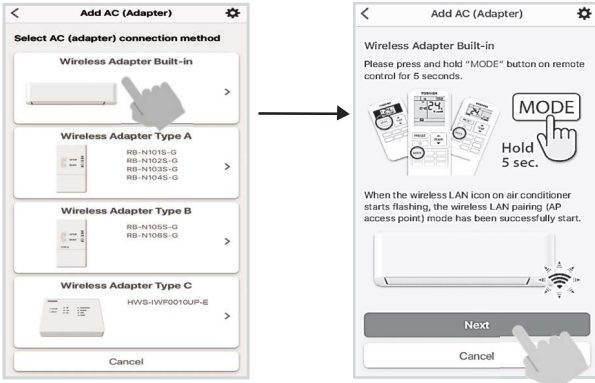 Add AC (Adapter)
Select AC (adapter) connection method
Wireless Adapter Built-in
Wireless Adapter Type A
RB-N101S-G
RB-N102S-G
RB-N103S-G
RB-N104S-G
Wireless Adapter Type B
RB-N105S-G
RB-N106S-G
Wireless Adapter Type C
HWS-IWF0010UP-E
Cancel
Add AC (Adapter)
Wireless Adapter Built-in
Please press and hold "MODE" button on remote
control for 5 seconds.
TOSHIBA
MODE
Hold
5 sec.
When the wireless LAN icon on air conditioner
starts flashing, the wireless LAN pairing (AP
access point) mode has been successfully start.
Next
Cancel